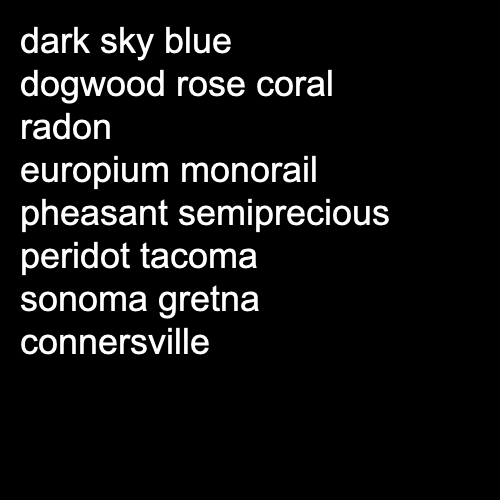 dark sky blue
dogwood rose coral
radon
europium monorail
pheasant semiprecious
peridot tacoma
sonoma gretna
connersville